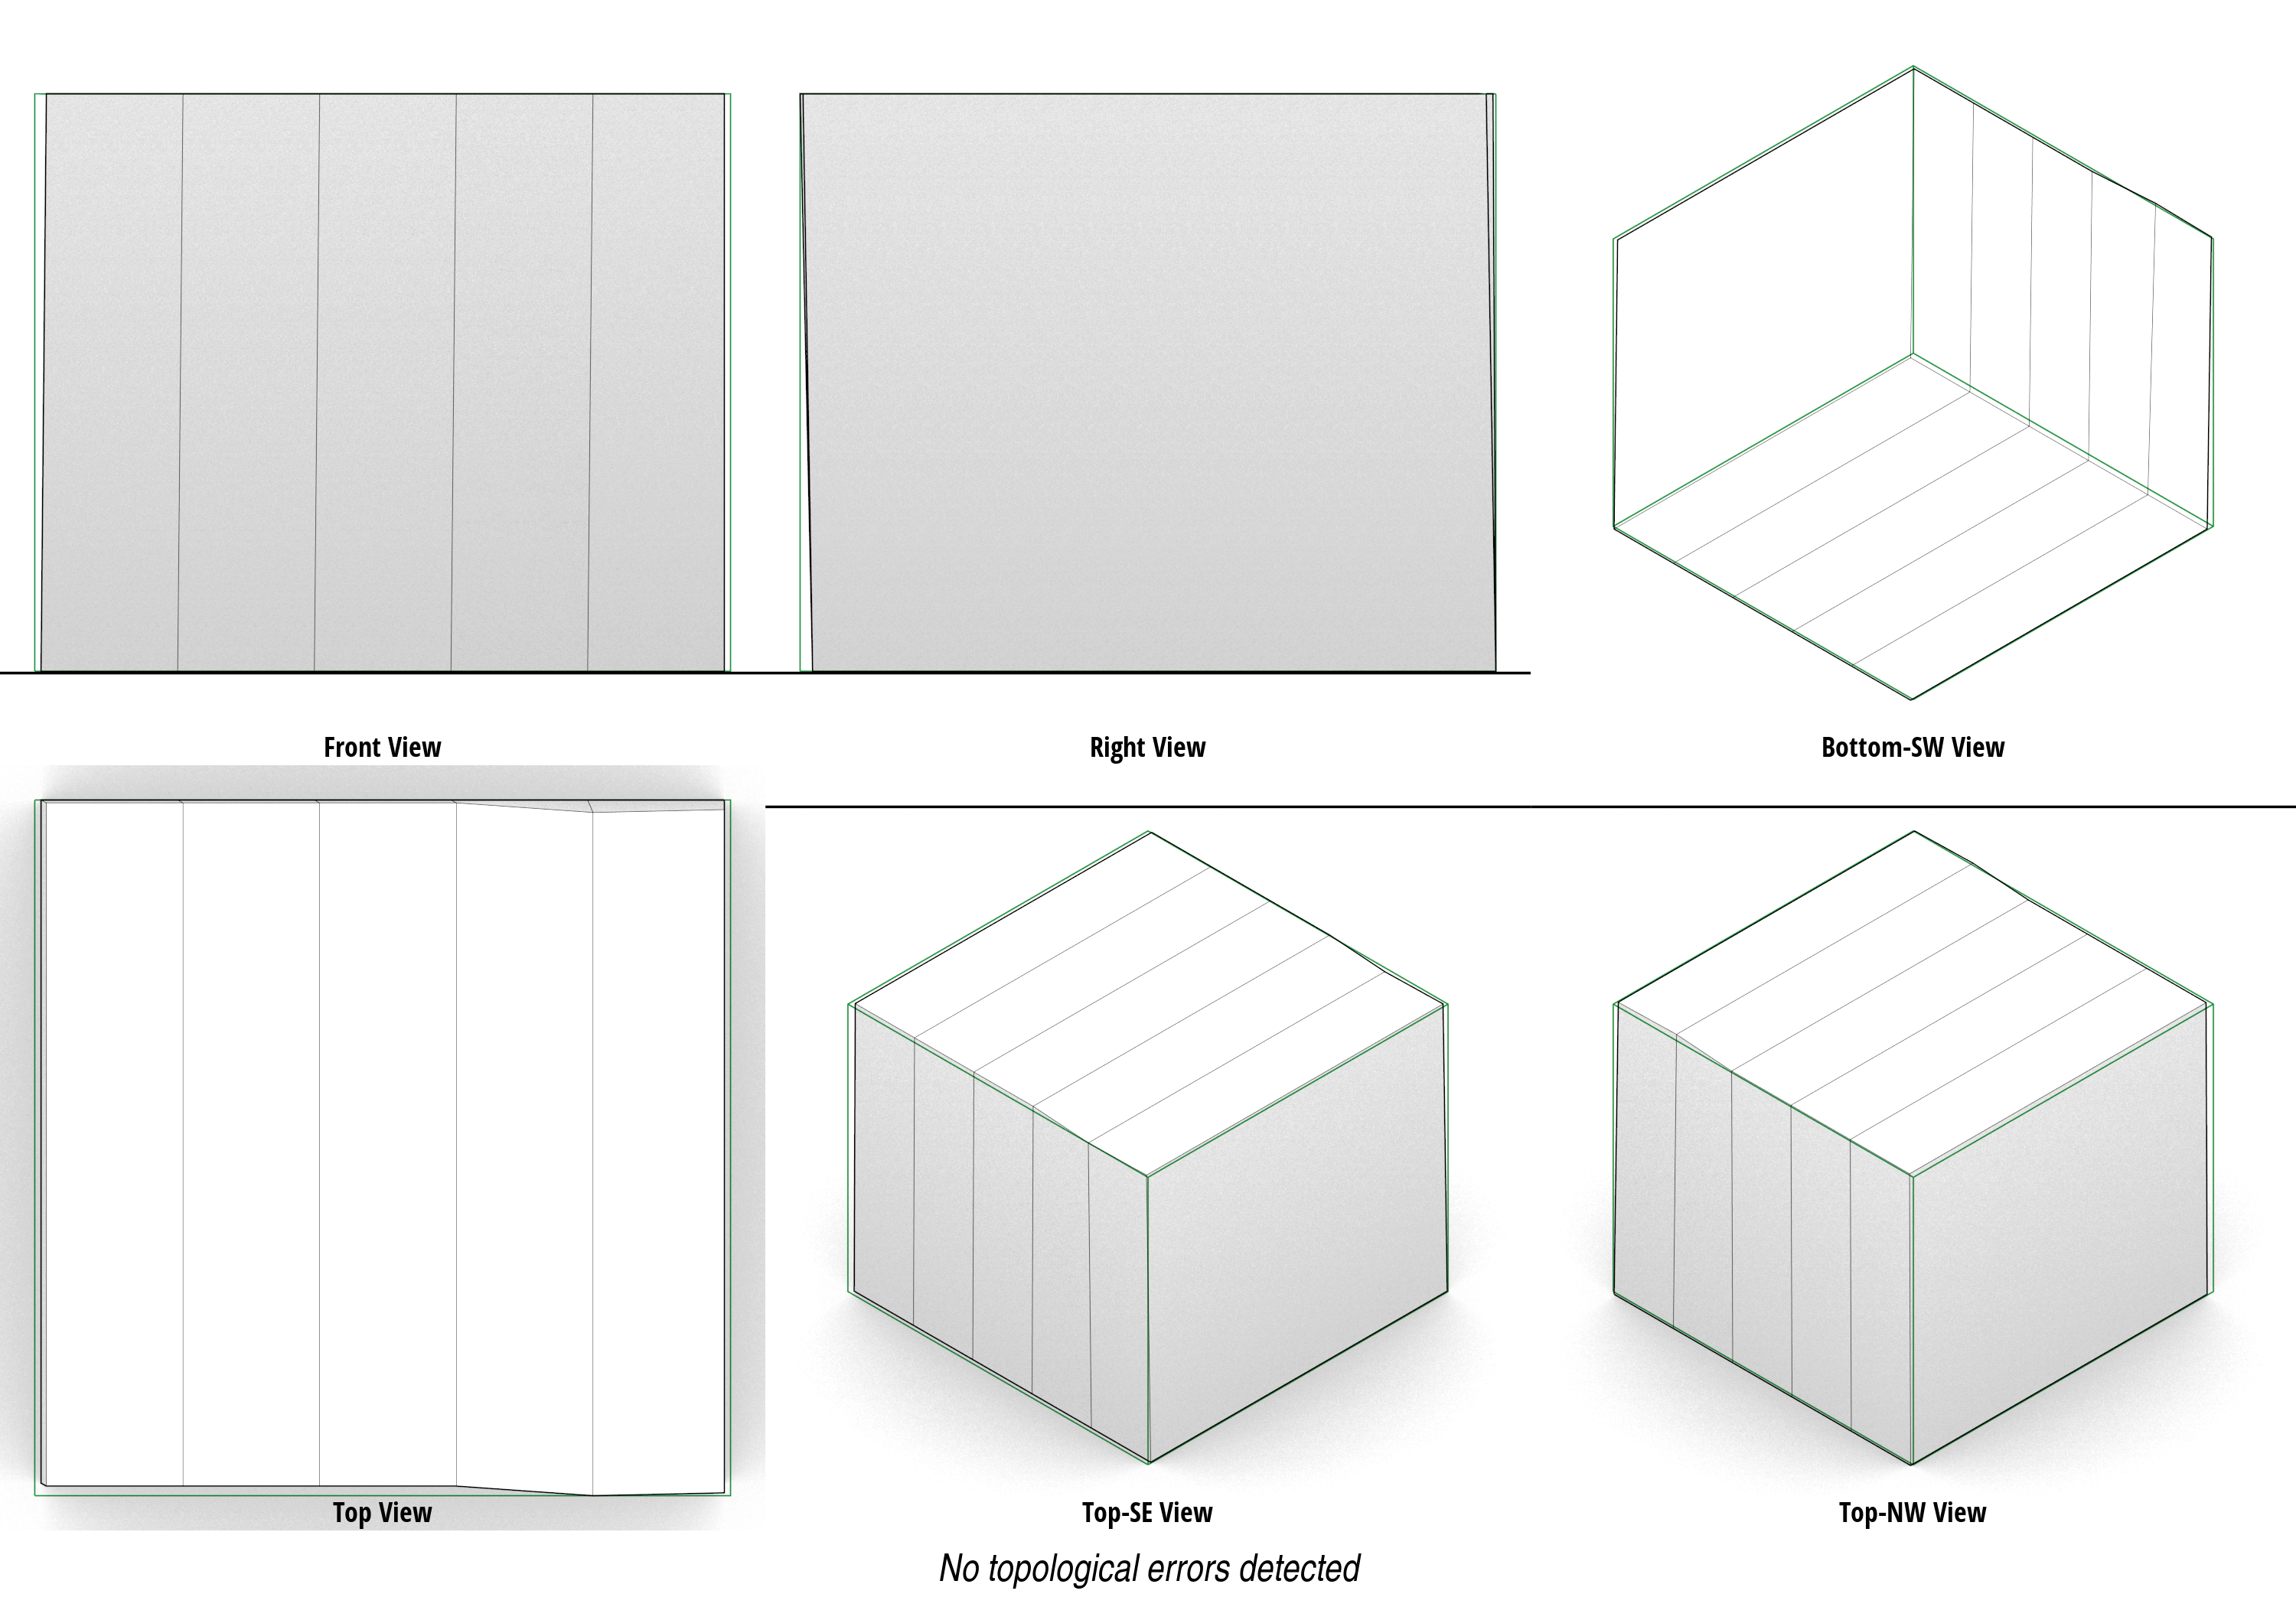 Front View
Right View
Bottom-SW View
Top View
Top-SE View
Top-NW View
No topological errors detected